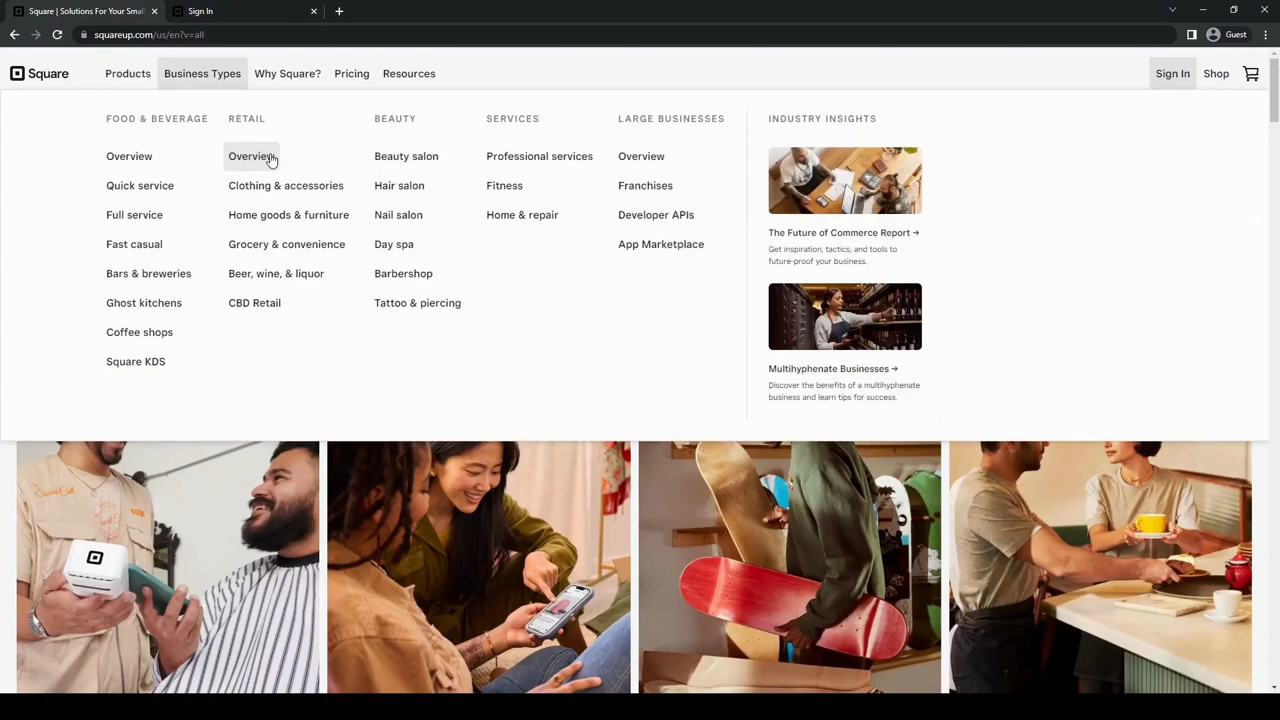 Square | Solutions For Your Small
Sign In
squareup.com/us/en?v=all
Guest
Square
Products
Business Types
Why Square?
Pricing
Resources
Sign In
Shop
FOOD & BEVERAGE
Overview
Quick service
Full service
Fast casual
Bars & breweries
Ghost kitchens
Coffee shops
Square KDS
RETAIL
Overview
Clothing & accessories
Home goods & furniture
Grocery & convenience
Beer, wine, & liquor
CBD Retail
BEAUTY
Beauty salon
Hair salon
Nail salon
Day spa
Barbershop
Tattoo & piercing
SERVICES
Professional services
Fitness
Home & repair
LARGE BUSINESSES
Overview
Franchises
Developer APIs
App Marketplace
INDUSTRY INSIGHTS
The Future of Commerce Report →
Get inspiration, tactics, and tools to
future-proof your business.
Multihyphenate Businesses →
Discover the benefits of a multihyphenate
business and learn tips for success.